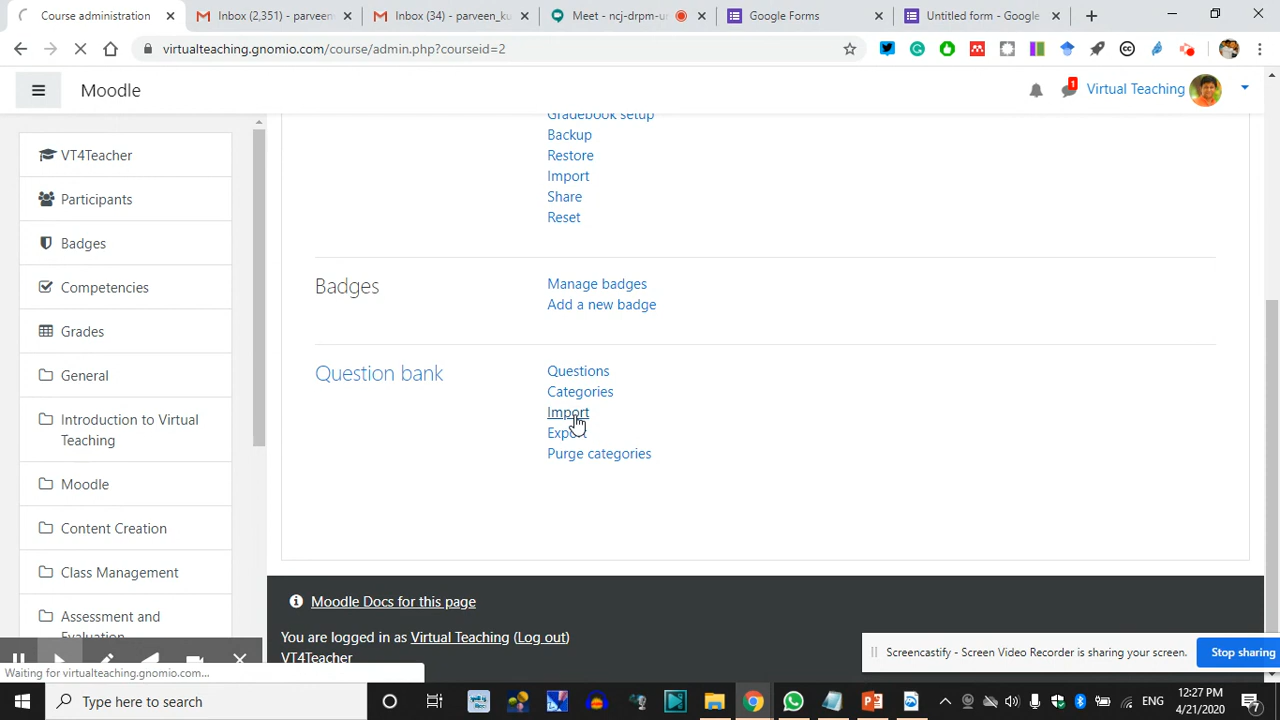 Course administration
Inbox (2,351) - parveen
Inbox (34) - parveen_ku
Meet - ncj-drpm-u
Google Forms
Untitled form - Google
virtualteaching.gnomio.com/course/admin.php?courseid=2
Moodle
1
Virtual Teaching
VT4Teacher
Participants
Badges
Competencies
Grades
General
Introduction to Virtual
Teaching
Moodle
Content Creation
Class Management
Assessment and
Evaluation
Gradebook setup
Backup
Restore
Import
Share
Reset
Badges
Manage badges
Add a new badge
Question bank
Questions
Categories
Import
Export
Purge categories
Moodle Docs for this page
You are logged in as Virtual Teaching (Log out)
VT4Teacher
Screencastify - Screen Video Recorder is sharing your screen.
Stop sharing
Waiting for virtualteaching.gnomio.com...
Type here to search
ENG
12:27 PM
4/21/2020
7